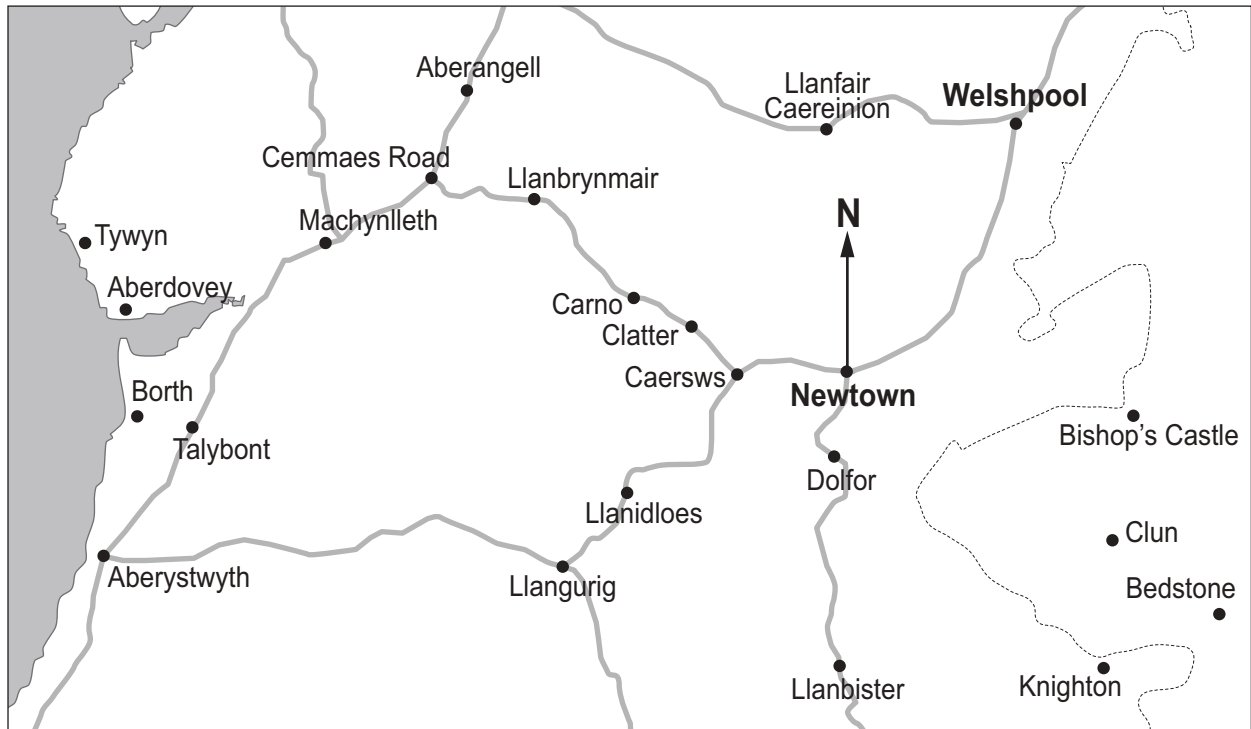 Aberangell
Llanfair
Caereinion
Welshpool
Cemmaes Road
Llanbrynmair
N
Machynlleth
Tywyn
Aberdovey
Carno
Clatter
Caersws
Newtown
Borth
Bishop's Castle
Talybont
Dolfor
Llanidloes
Clun
Aberystwyth
Llangurig
Bedstone
Llanbister
Knighton